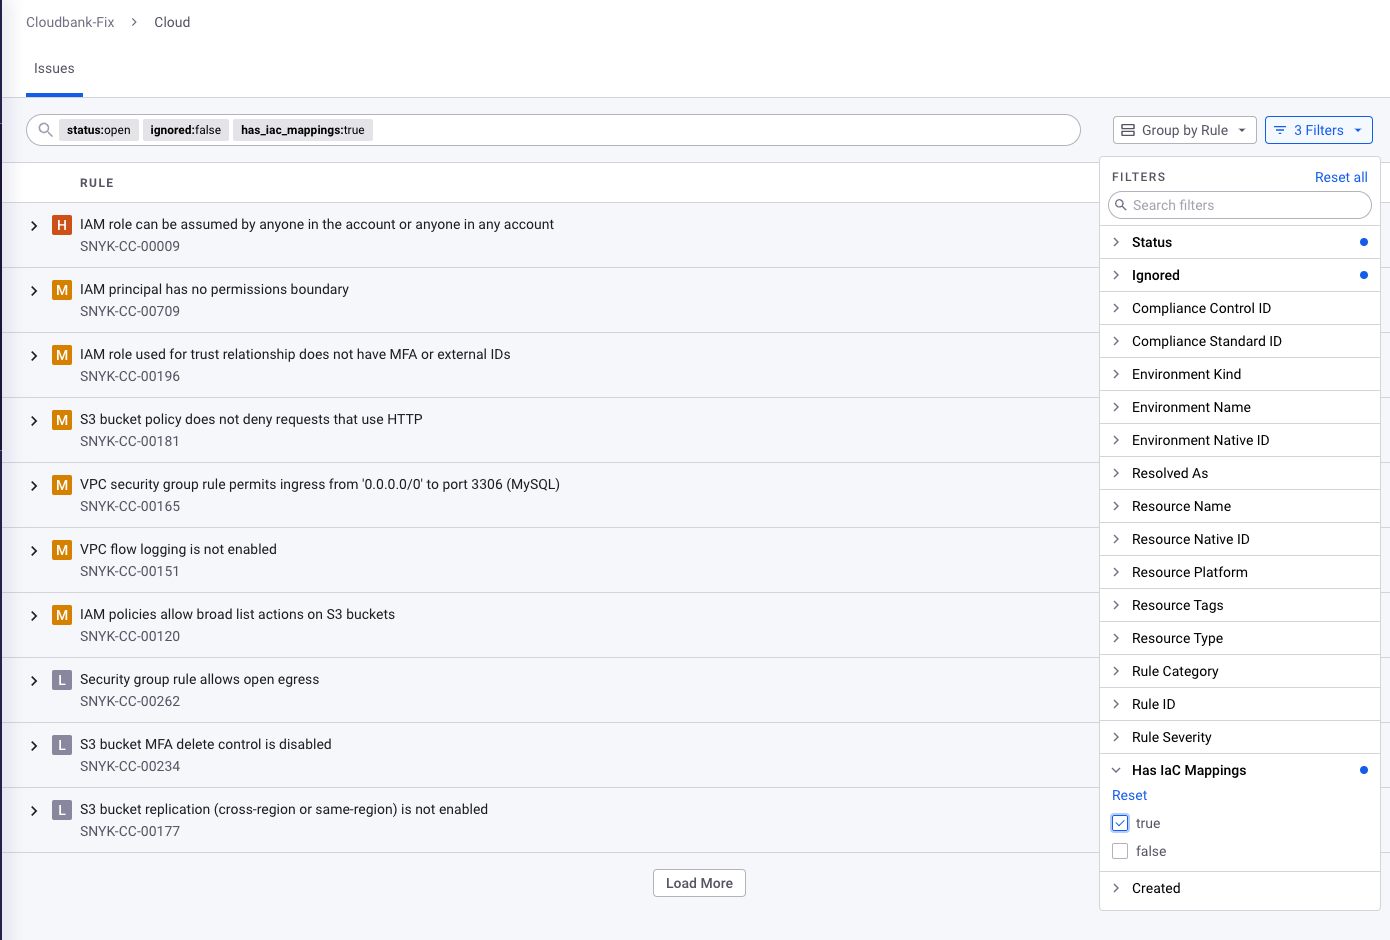 Cloudbank-Fix > Cloud
Issues
status:open ignored:false has_iac_mappings:true
Group by Rule
3 Filters
RULE
H IAM role can be assumed by anyone in the account or anyone in any account
SNYK-CC-00009
M IAM principal has no permissions boundary
SNYK-CC-00709
M IAM role used for trust relationship does not have MFA or external IDs
SNYK-CC-00196
M S3 bucket policy does not deny requests that use HTTP
SNYK-CC-00181
M VPC security group rule permits ingress from '0.0.0.0/0' to port 3306 (MySQL)
SNYK-CC-00165
M VPC flow logging is not enabled
SNYK-CC-00151
M IAM policies allow broad list actions on S3 buckets
SNYK-CC-00120
L Security group rule allows open egress
SNYK-CC-00262
L S3 bucket MFA delete control is disabled
SNYK-CC-00234
L S3 bucket replication (cross-region or same-region) is not enabled
SNYK-CC-00177
Load More
FILTERS Reset all
Search filters
Status
Ignored
Compliance Control ID
Compliance Standard ID
Environment Kind
Environment Name
Environment Native ID
Resolved As
Resource Name
Resource Native ID
Resource Platform
Resource Tags
Resource Type
Rule Category
Rule ID
Rule Severity
Has IaC Mappings
Reset
true
false
Created